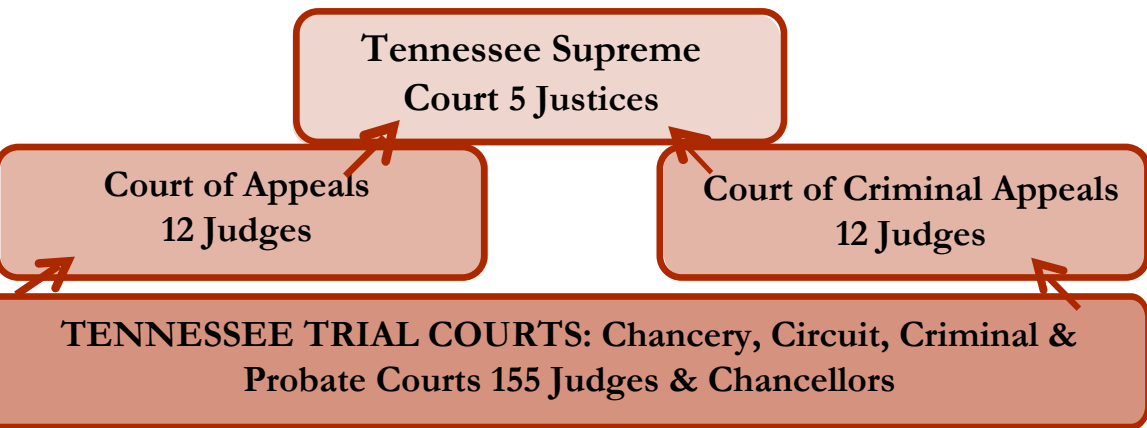 Tennessee Supreme
Court 5 Justices
Court of Appeals
12 Judges
Court of Criminal Appeals
12 Judges
TENNESSEE TRIAL COURTS: Chancery, Circuit, Criminal &
Probate Courts 155 Judges & Chancellors